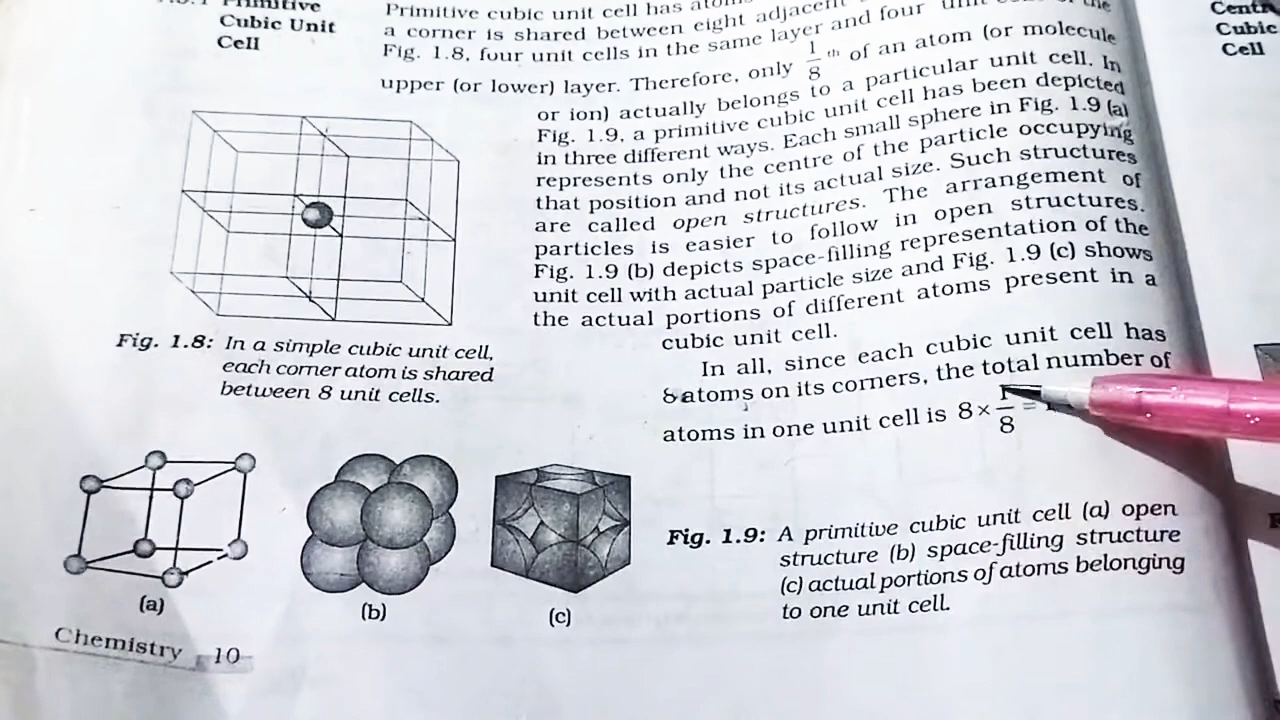 Primitive
Cubic Unit
Cell
Primitive cubic unit cell has
a corner is shared between eight adjacent
Fig. 1.8, four unit cells in the same layer and four
upper (or lower) layer. Therefore, only 1/8 th of an atom (or molecule
or ion) actually belongs to a particular unit cell. In
Fig. 1.9, a primitive cubic unit cell has been depicted
in three different ways. Each small sphere in Fig. 1.9 (a)
represents only the centre of the particle occupying
that position and not its actual size. Such structures
are called open structures. The arrangement of
particles is easier to follow in open structures.
Fig. 1.9 (b) depicts space-filling representation of the
unit cell with actual particle size and Fig. 1.9 (c) shows
the actual portions of different atoms present in a
cubic unit cell.
In all, since each cubic unit cell has
8 atoms on its corners, the total number of
atoms in one unit cell is 8 × 1/8 =
Fig. 1.8: In a simple cubic unit cell,
each corner atom is shared
between 8 unit cells.
(a)
(b)
(c)
Fig. 1.9: A primitive cubic unit cell (a) open
structure (b) space-filling structure
(c) actual portions of atoms belonging
to one unit cell.
Chemistry 10
Cubic
Cell